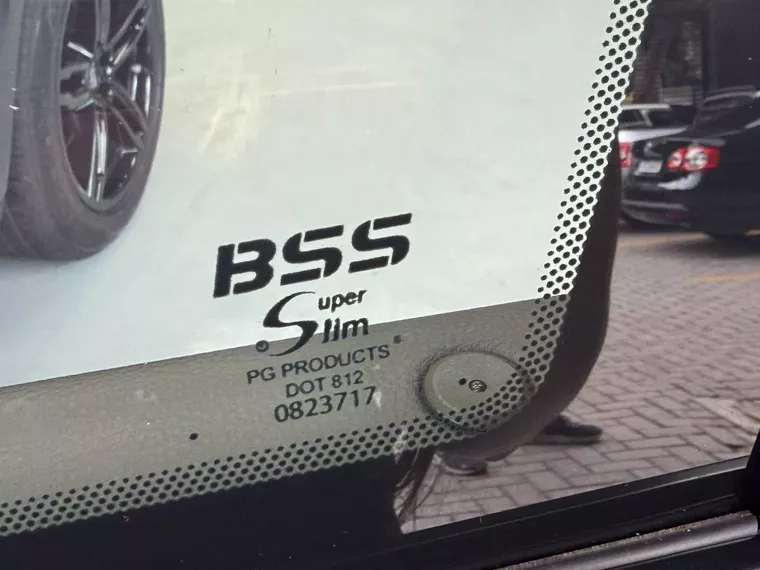 BSS
Super
Slim
PG PRODUCTS
DOT 812
0823717